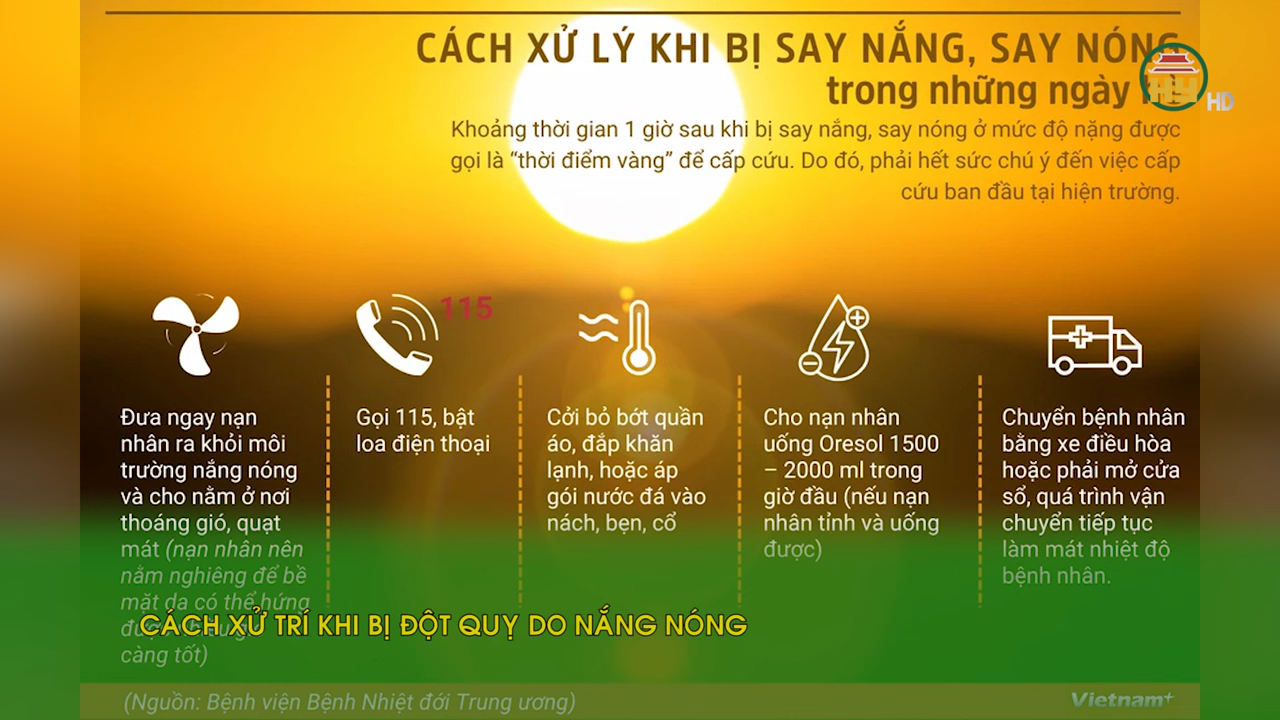 CÁCH XỬ LÝ KHI BỊ SAY NẮNG, SAY NÓNG
trong những ngày
HY
HD
Khoảng thời gian 1 giờ sau khi bị say nắng, say nóng ở mức độ nặng được
gọi là “thời điểm vàng” để cấp cứu. Do đó, phải hết sức chú ý đến việc cấp
cứu ban đầu tại hiện trường.
115
Đưa ngay nạn
nhân ra khỏi môi
trường nắng nóng
và cho nằm ở nơi
thoáng gió, quạt
mát (nạn nhân nên
nằm nghiêng để bề
mặt da có thể hứng
càng tốt)
Gọi 115, bật
loa điện thoại
Cởi bỏ bớt quần
áo, đắp khăn
lạnh, hoặc áp
gói nước đá vào
nách, bẹn, cổ
Cho nạn nhân
uống Oresol 1500
– 2000 ml trong
giờ đầu (nếu nạn
nhân tỉnh và uống
được)
Chuyển bệnh nhân
bằng xe điều hòa
hoặc phải mở cửa
sổ, quá trình vận
chuyển tiếp tục
làm mát nhiệt độ
bệnh nhân.
CÁCH XỬ TRÍ KHI BỊ ĐỘT QUỴ DO NẮNG NÓNG
(Nguồn: Bệnh viện Bệnh Nhiệt đới Trung ương)
Vietnam+